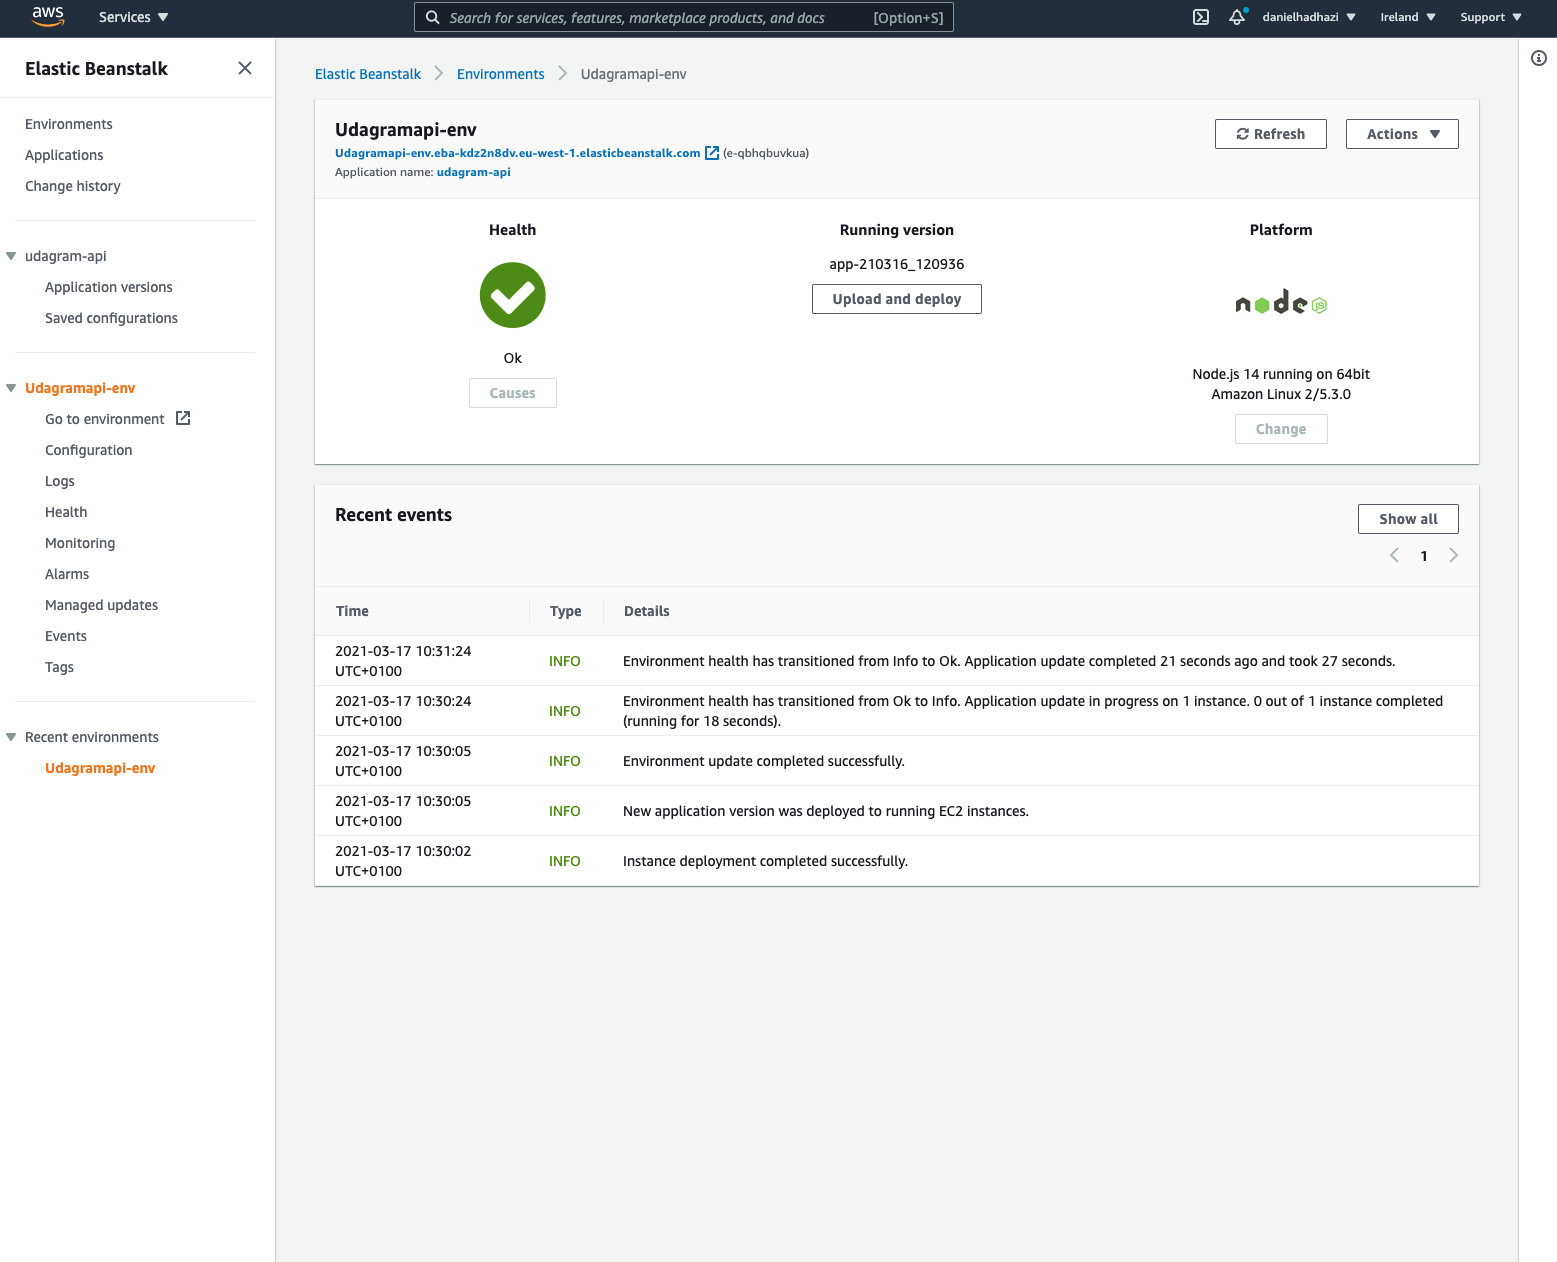 aws
Services ▼
Search for services, features, marketplace products, and docs [Option+S]
danielhadhazi ▼
Ireland ▼
Support ▼
Elastic Beanstalk
Environments
Applications
Change history
udagram-api
Application versions
Saved configurations
Udagramapi-env
Go to environment
Configuration
Logs
Health
Monitoring
Alarms
Managed updates
Events
Tags
Recent environments
Udagramapi-env
Elastic Beanstalk > Environments > Udagramapi-env
Udagramapi-env
Udagramapi-env.eba-kdz2n8dv.eu-west-1.elasticbeanstalk.com (e-qbhqbuvkua)
Application name: udagram-api
Refresh
Actions ▼
Health
Ok
Causes
Running version
app-210316_120936
Upload and deploy
Platform
node JS
Node.js 14 running on 64bit
Amazon Linux 2/5.3.0
Change
Recent events
Show all
1
Time Type Details
2021-03-17 10:31:24
UTC+0100
INFO
Environment health has transitioned from Info to Ok. Application update completed 21 seconds ago and took 27 seconds.
2021-03-17 10:30:24
UTC+0100
INFO
Environment health has transitioned from Ok to Info. Application update in progress on 1 instance. 0 out of 1 instance completed
(running for 18 seconds).
2021-03-17 10:30:05
UTC+0100
INFO
Environment update completed successfully.
2021-03-17 10:30:05
UTC+0100
INFO
New application version was deployed to running EC2 instances.
2021-03-17 10:30:02
UTC+0100
INFO
Instance deployment completed successfully.